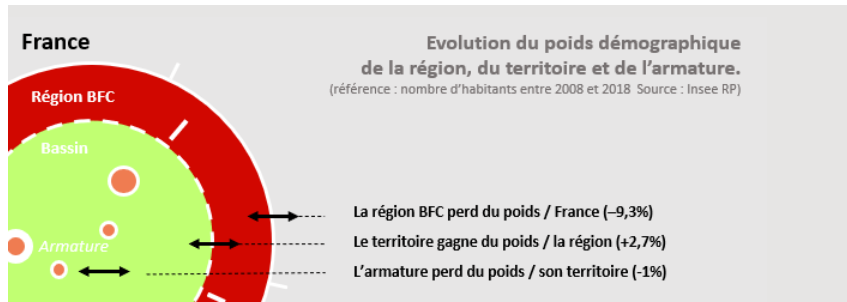 France
Evolution du poids démographique
de la région, du territoire et de l'armature.
(référence : nombre d'habitants entre 2008 et 2018 Source : Insee RP)
Région BFC
Bassin
Armature
La région BFC perd du poids / France (–9,3%)
Le territoire gagne du poids / la région (+2,7%)
L'armature perd du poids / son territoire (-1%)